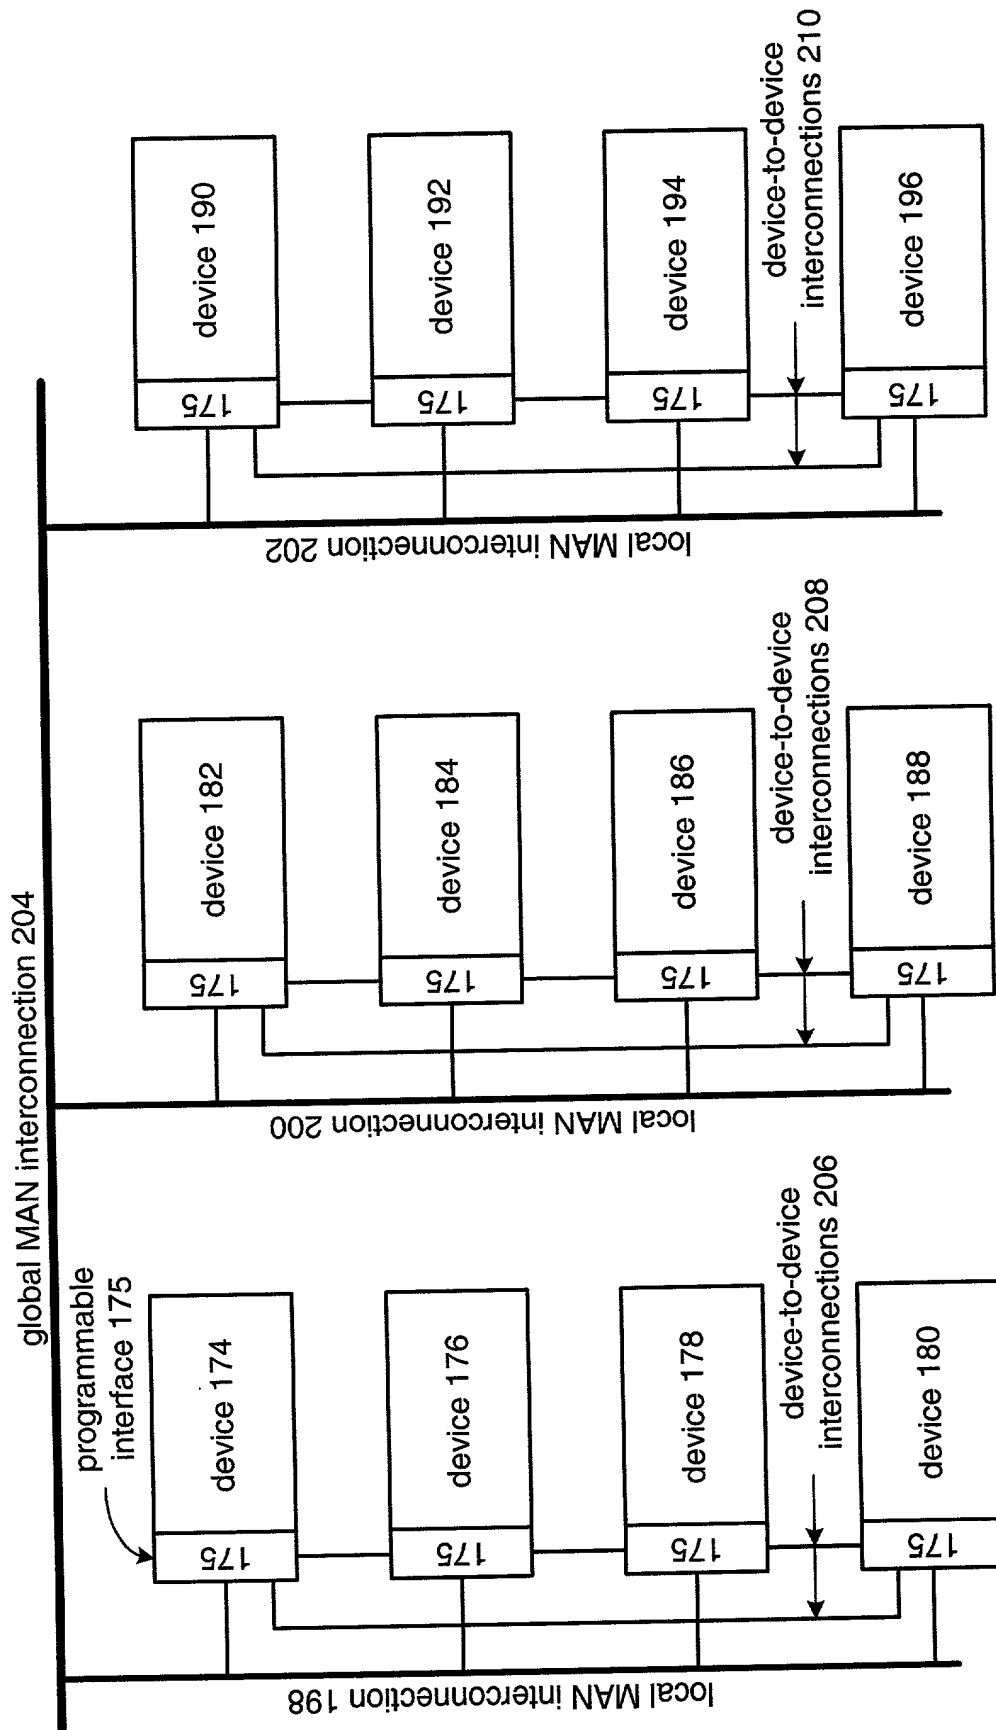 global MAN interconnection 204
programmable
interface 175
175
device 174
175
device 176
175
device 178
device-to-device
interconnections 206
175
device 180
local MAN interconnection 198
175
device 182
175
device 184
175
device 186
device-to-device
interconnections 208
175
device 188
local MAN interconnection 200
175
device 190
175
device 192
175
device 194
device-to-device
interconnections 210
175
device 196
local MAN interconnection 202